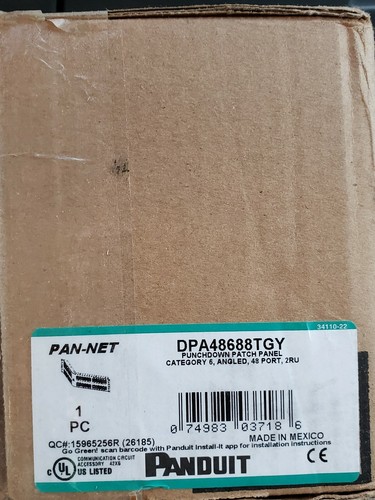 34110-22
PAN-NET
DPA48688TGY
PUNCHDOWN PATCH PANEL
CATEGORY 6, ANGLED, 48 PORT, 2RU
1
PC
0 74983 03718 6
MADE IN MEXICO
QC#:15965256R (26185)
Go Green! scan barcode with Panduit Install-It app for installation instructions
C UL US LISTED
COMMUNICATION CIRCUIT
ACCESSORY 42X6
PANDUIT
CE